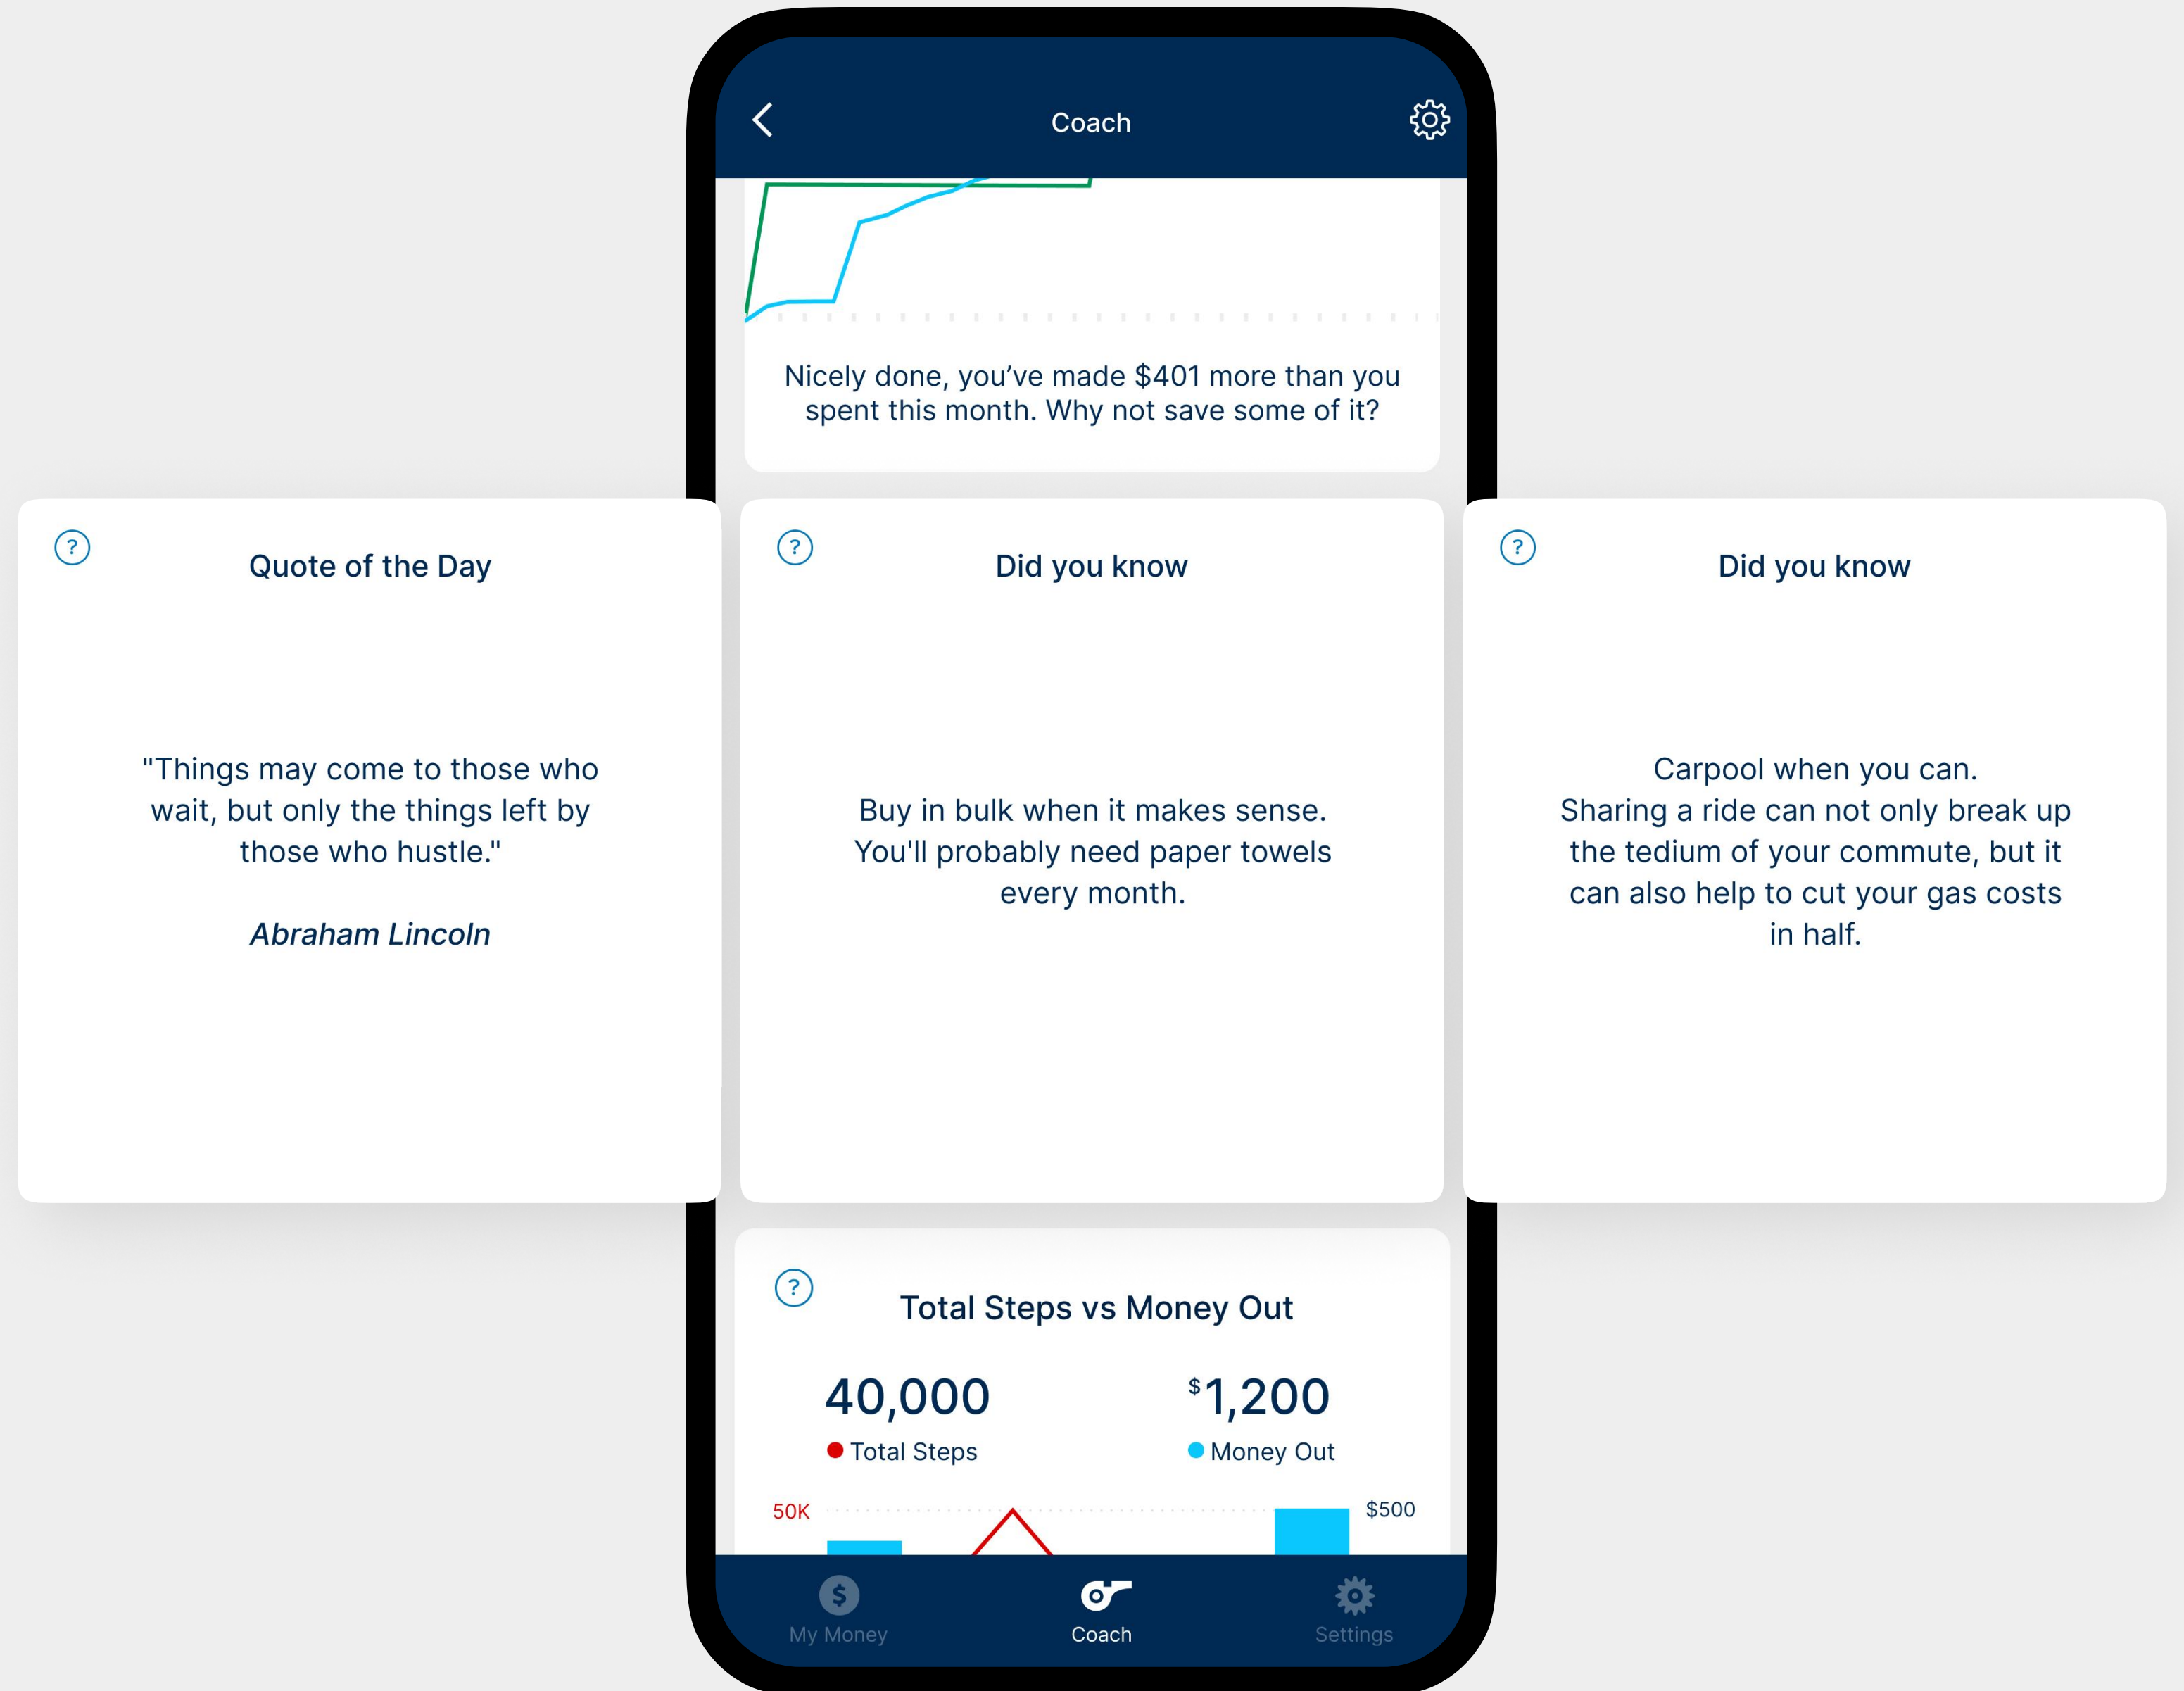 Coach
Nicely done, you’ve made $401 more than you
spent this month. Why not save some of it?
?
Quote of the Day
"Things may come to those who
wait, but only the things left by
those who hustle."
Abraham Lincoln
?
Did you know
Buy in bulk when it makes sense.
You'll probably need paper towels
every month.
?
Did you know
Carpool when you can.
Sharing a ride can not only break up
the tedium of your commute, but it
can also help to cut your gas costs
in half.
?
Total Steps vs Money Out
40,000
Total Steps
$1,200
Money Out
50K
$500
$
My Money
Coach
Settings